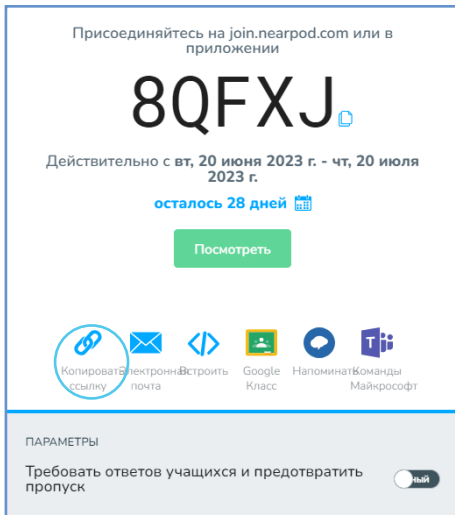 Присоединяйтесь на join.nearpod.com или в
приложении
8QFXJ
Действительно с вт, 20 июня 2023 г. - чт, 20 июля
2023 г.
осталось 28 дней
Посмотреть
Копировать Электронная Встроить Google Напоминать Команды
ссылку почта Класс Майкрософт
ПАРАМЕТРЫ
Требовать ответов учащихся и предотвратить
пропуск
ный